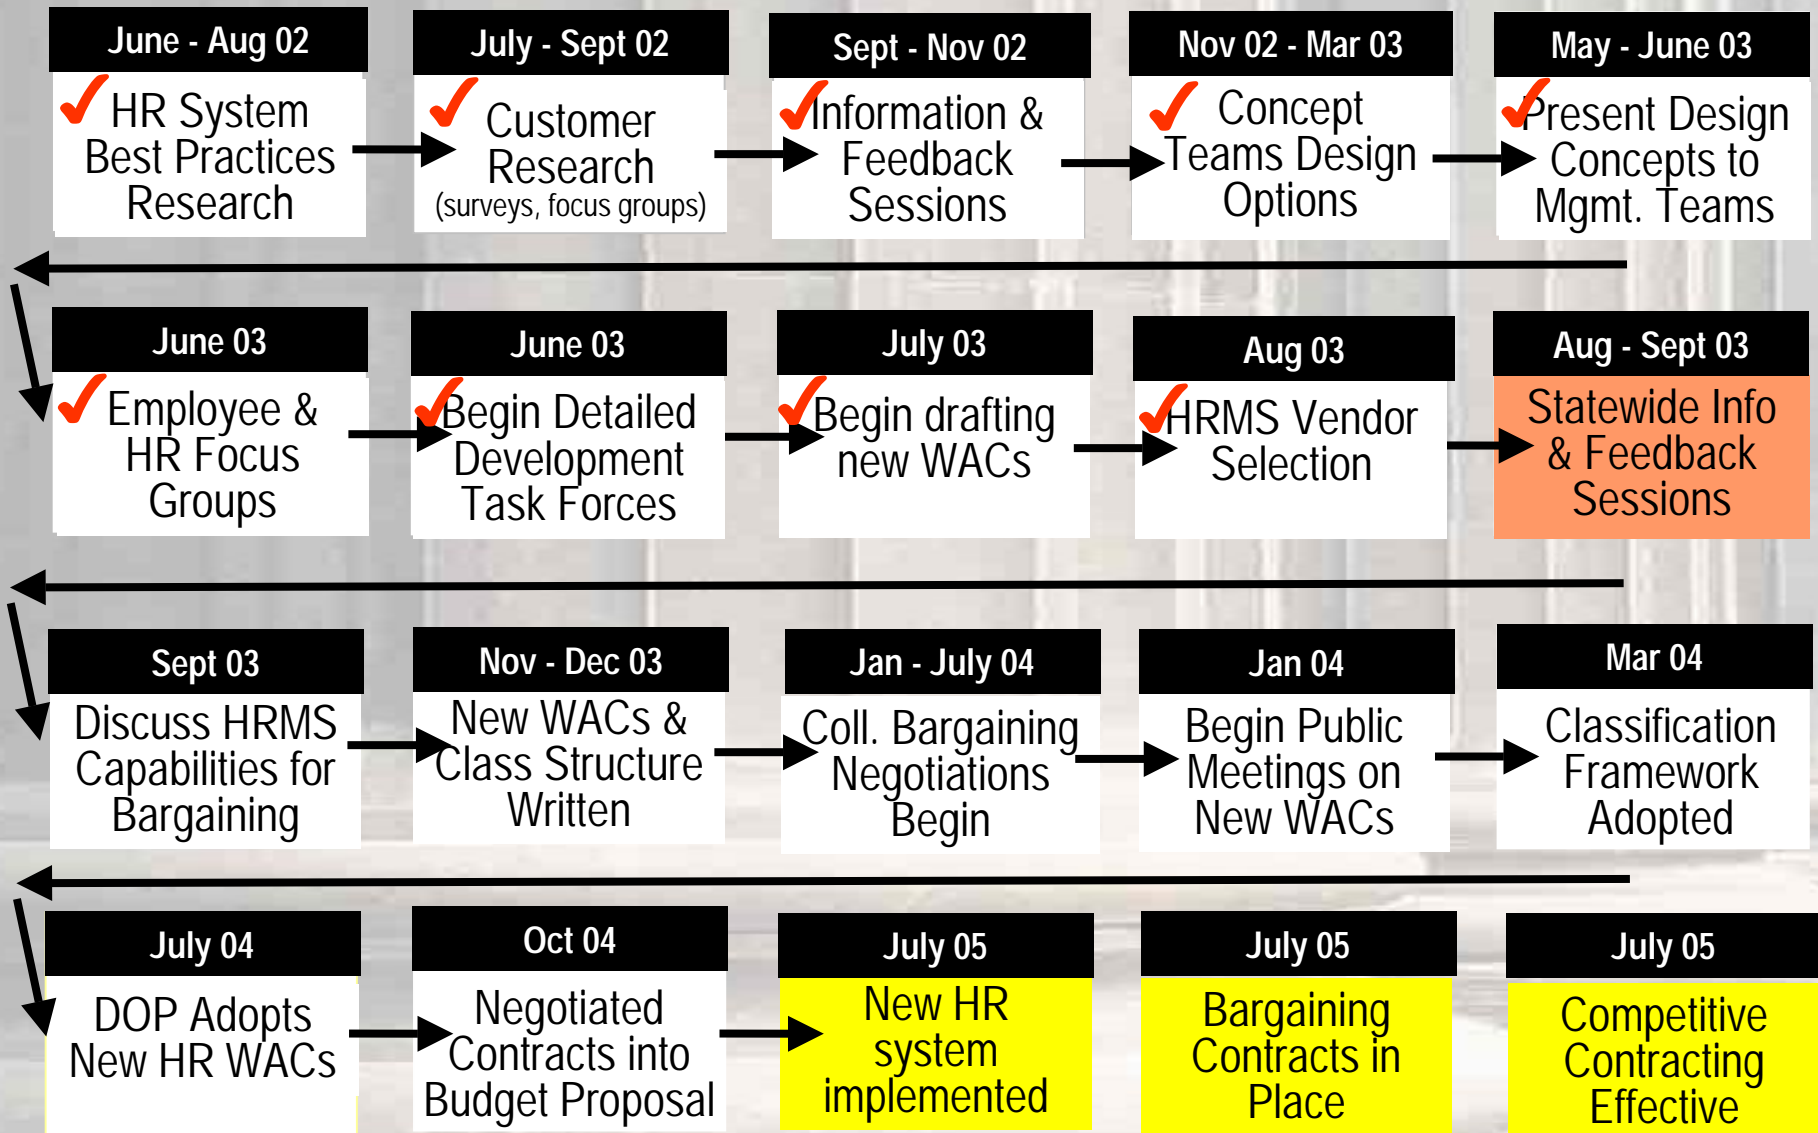 June - Aug 02
HR System
Best Practices
Research
July - Sept 02
Customer
Research
(surveys, focus groups)
Sept - Nov 02
Information &
Feedback
Sessions
Nov 02 - Mar 03
Concept
Teams Design
Options
May - June 03
Present Design
Concepts to
Mgmt. Teams
June 03
Employee &
HR Focus
Groups
June 03
Begin Detailed
Development
Task Forces
July 03
Begin drafting
new WACs
Aug 03
HRMS Vendor
Selection
Aug - Sept 03
Statewide Info
& Feedback
Sessions
Sept 03
Discuss HRMS
Capabilities for
Bargaining
Nov - Dec 03
New WACs &
Class Structure
Written
Jan - July 04
Coll. Bargaining
Negotiations
Begin
Jan 04
Begin Public
Meetings on
New WACs
Mar 04
Classification
Framework
Adopted
July 04
DOP Adopts
New HR WACs
Oct 04
Negotiated
Contracts into
Budget Proposal
July 05
New HR
system
implemented
July 05
Bargaining
Contracts in
Place
July 05
Competitive
Contracting
Effective